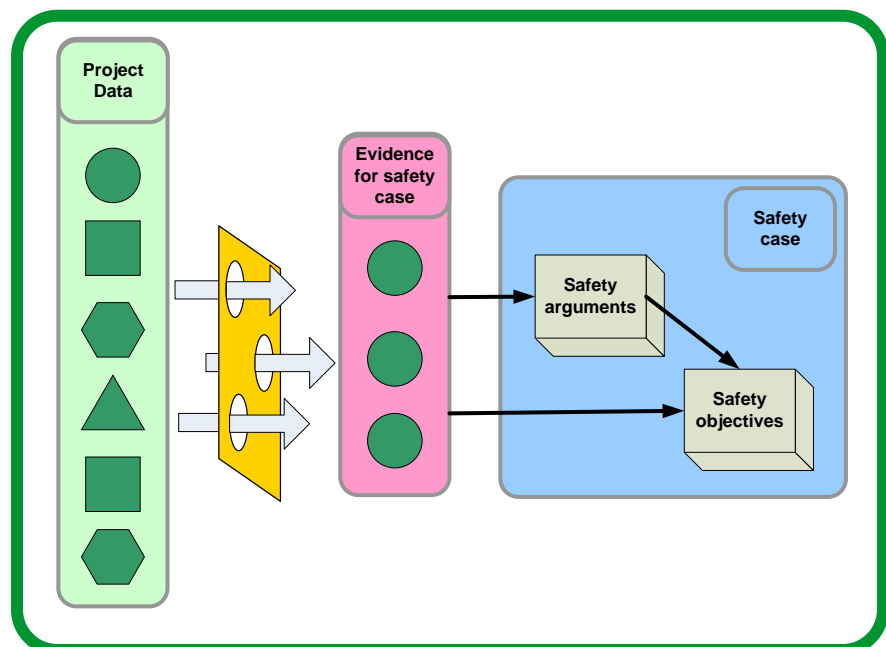 Project
Data
Evidence
for safety
case
Safety
case
Safety
arguments
Safety
objectives